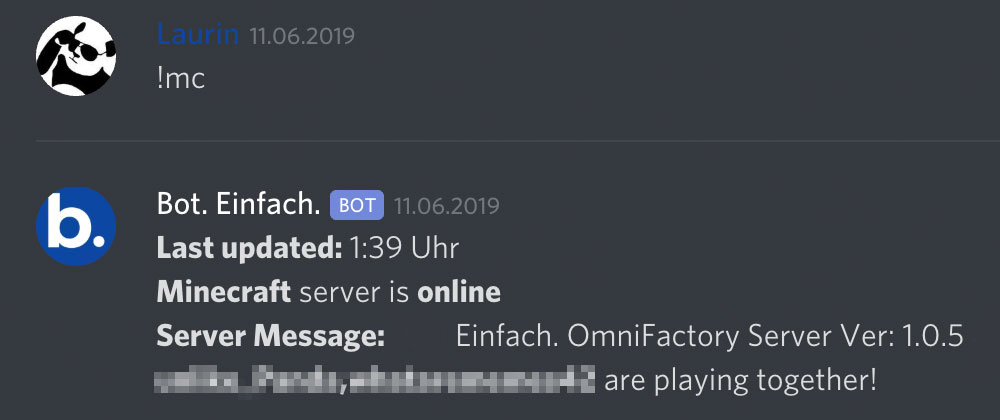 Laurin 11.06.2019
!mc
b.
Bot. Einfach. BOT 11.06.2019
Last updated: 1:39 Uhr
Minecraft server is online
Server Message: Einfach. OmniFactory Server Ver: 1.0.5
are playing together!